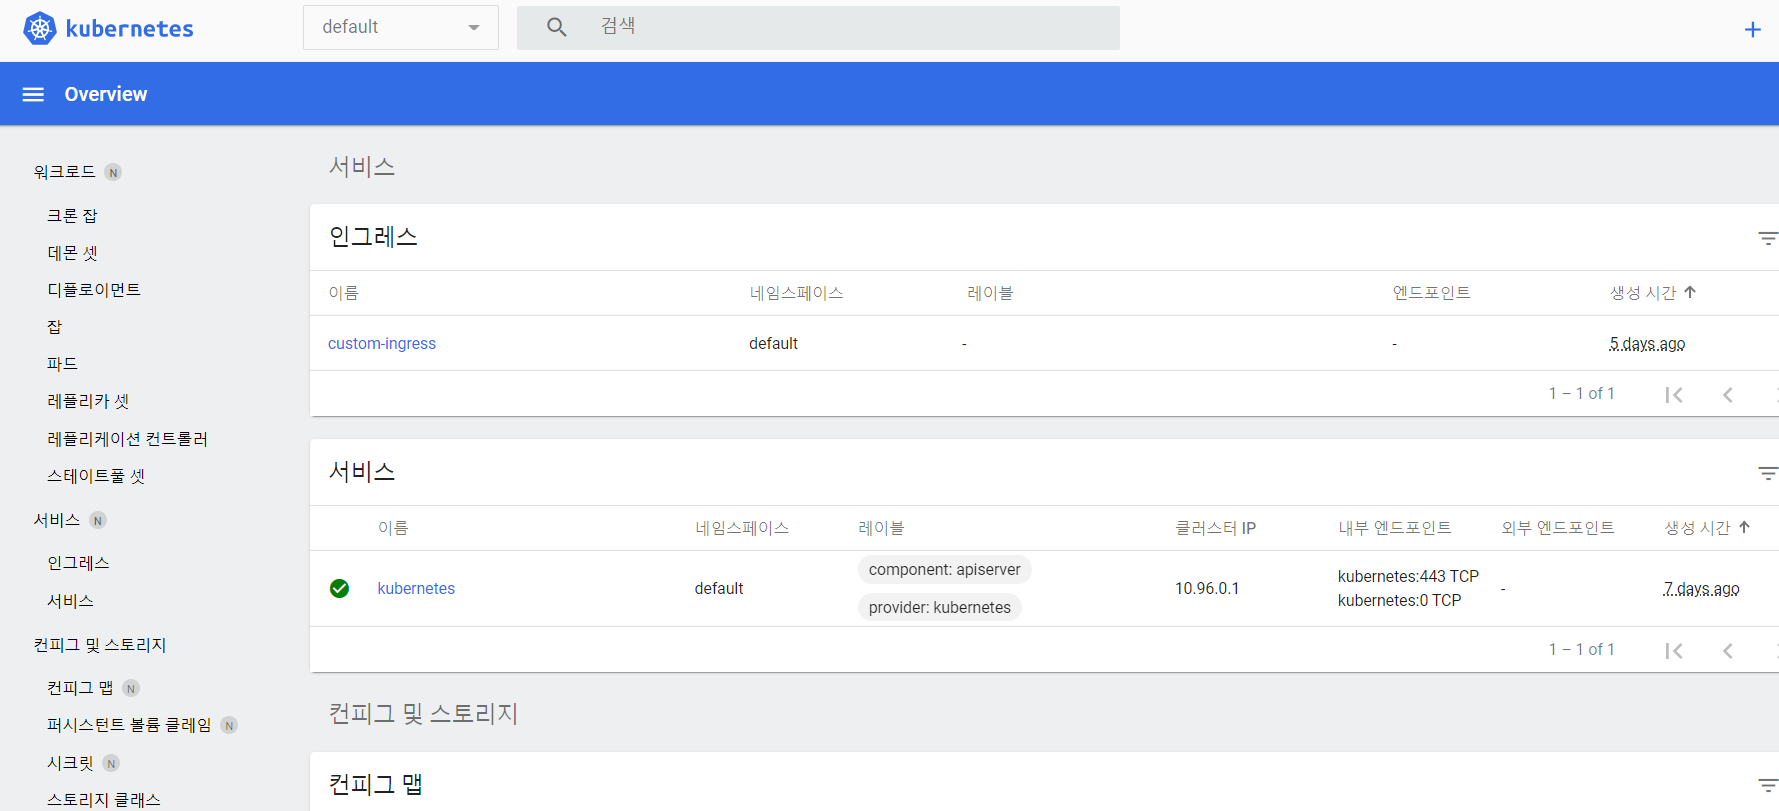 kubernetes
default
검색
Overview
워크로드 N
크론 잡
데몬 셋
디플로이먼트
잡
파드
레플리카 셋
레플리케이션 컨트롤러
스테이트풀 셋
서비스 N
인그레스
서비스
컨피그 및 스토리지
컨피그 맵 N
퍼시스턴트 볼륨 클레임 N
시크릿 N
스토리지 클래스
서비스
인그레스
이름 네임스페이스 레이블 엔드포인트 생성 시간
custom-ingress default - - 5 days ago
1 – 1 of 1
서비스
이름 네임스페이스 레이블 클러스터 IP 내부 엔드포인트 외부 엔드포인트 생성 시간
kubernetes default component: apiserver 10.96.0.1 kubernetes:443 TCP - 7 days ago
provider: kubernetes kubernetes:0 TCP
1 – 1 of 1
컨피그 및 스토리지
컨피그 맵